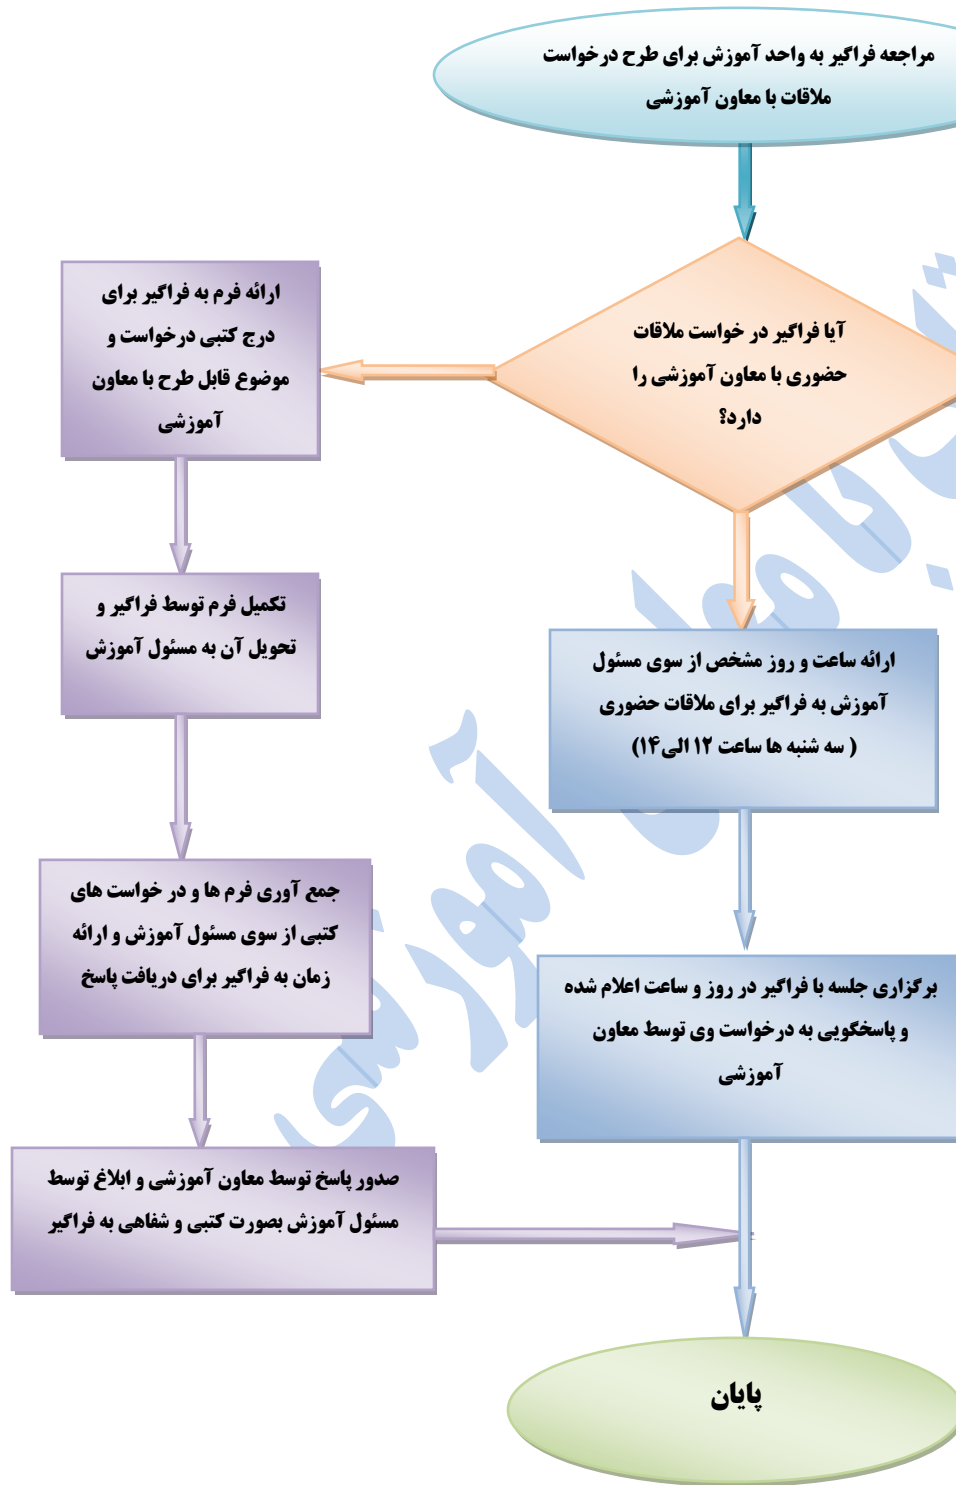 مراجعه فراگیر به واحد آموزش برای طرح درخواست
ملاقات با معاون آموزشی
آیا فراگیر در خواست ملاقات
حضوری با معاون آموزشی را
دارد؟
ارائه فرم به فراگیر برای
درج کتبی درخواست و
موضوع قابل طرح با معاون
آموزشی
تکمیل فرم توسط فراگیر و
تحویل آن به مسئول آموزش
ارائه ساعت و روز مشخص از سوی مسئول
آموزش به فراگیر برای ملاقات حضوری
( سه شنبه ها ساعت ۱۲ الی۱۴)
جمع آوری فرم ها و در خواست های
کتبی از سوی مسئول آموزش و ارائه
زمان به فراگیر برای دریافت پاسخ
برگزاری جلسه با فراگیر در روز و ساعت اعلام شده
و پاسخگویی به درخواست وی توسط معاون
آموزشی
صدور پاسخ توسط معاون آموزشی و ابلاغ توسط
مسئول آموزش بصورت کتبی و شفاهی به فراگیر
پایان
آموزشی